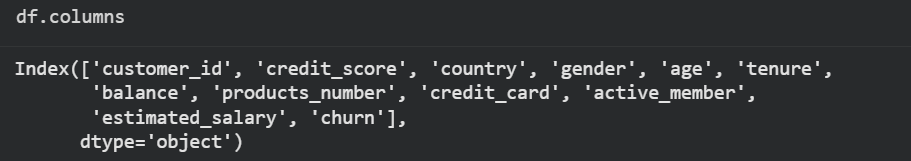 df.columns
Index(['customer_id', 'credit_score', 'country', 'gender', 'age', 'tenure',
'balance', 'products_number', 'credit_card', 'active_member',
'estimated_salary', 'churn'],
dtype='object')